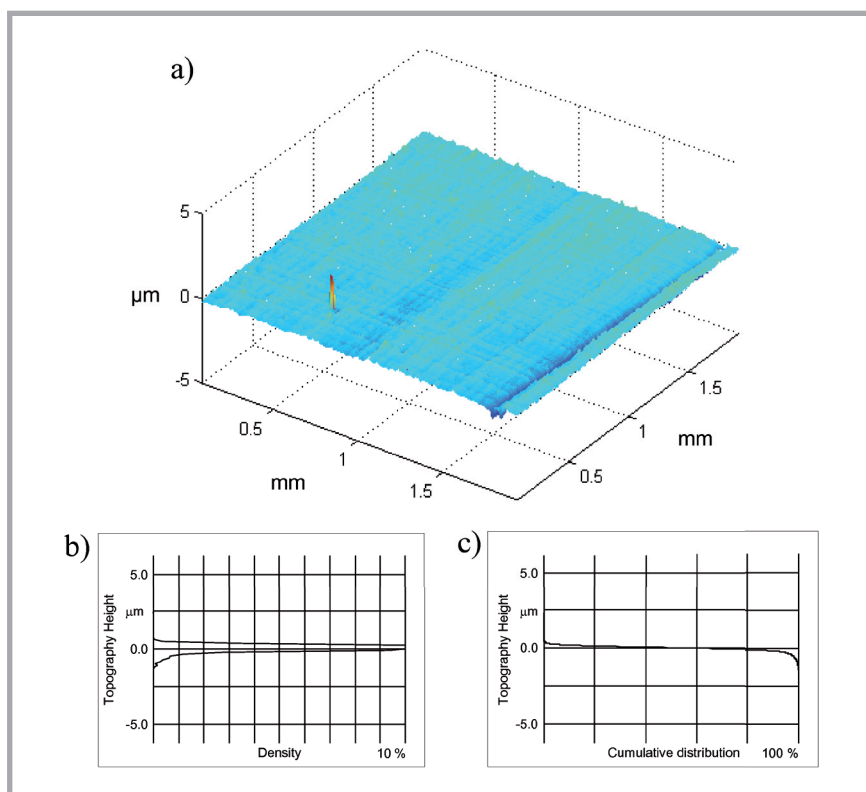 a)
5
µm
0
-5
0.5
1
1.5
mm
0.5
1
1.5
mm
b)
5.0
µm
0.0
-5.0
Topography Height
Density 10 %
c)
5.0
µm
0.0
-5.0
Topography Height
Cumulative distribution 100 %